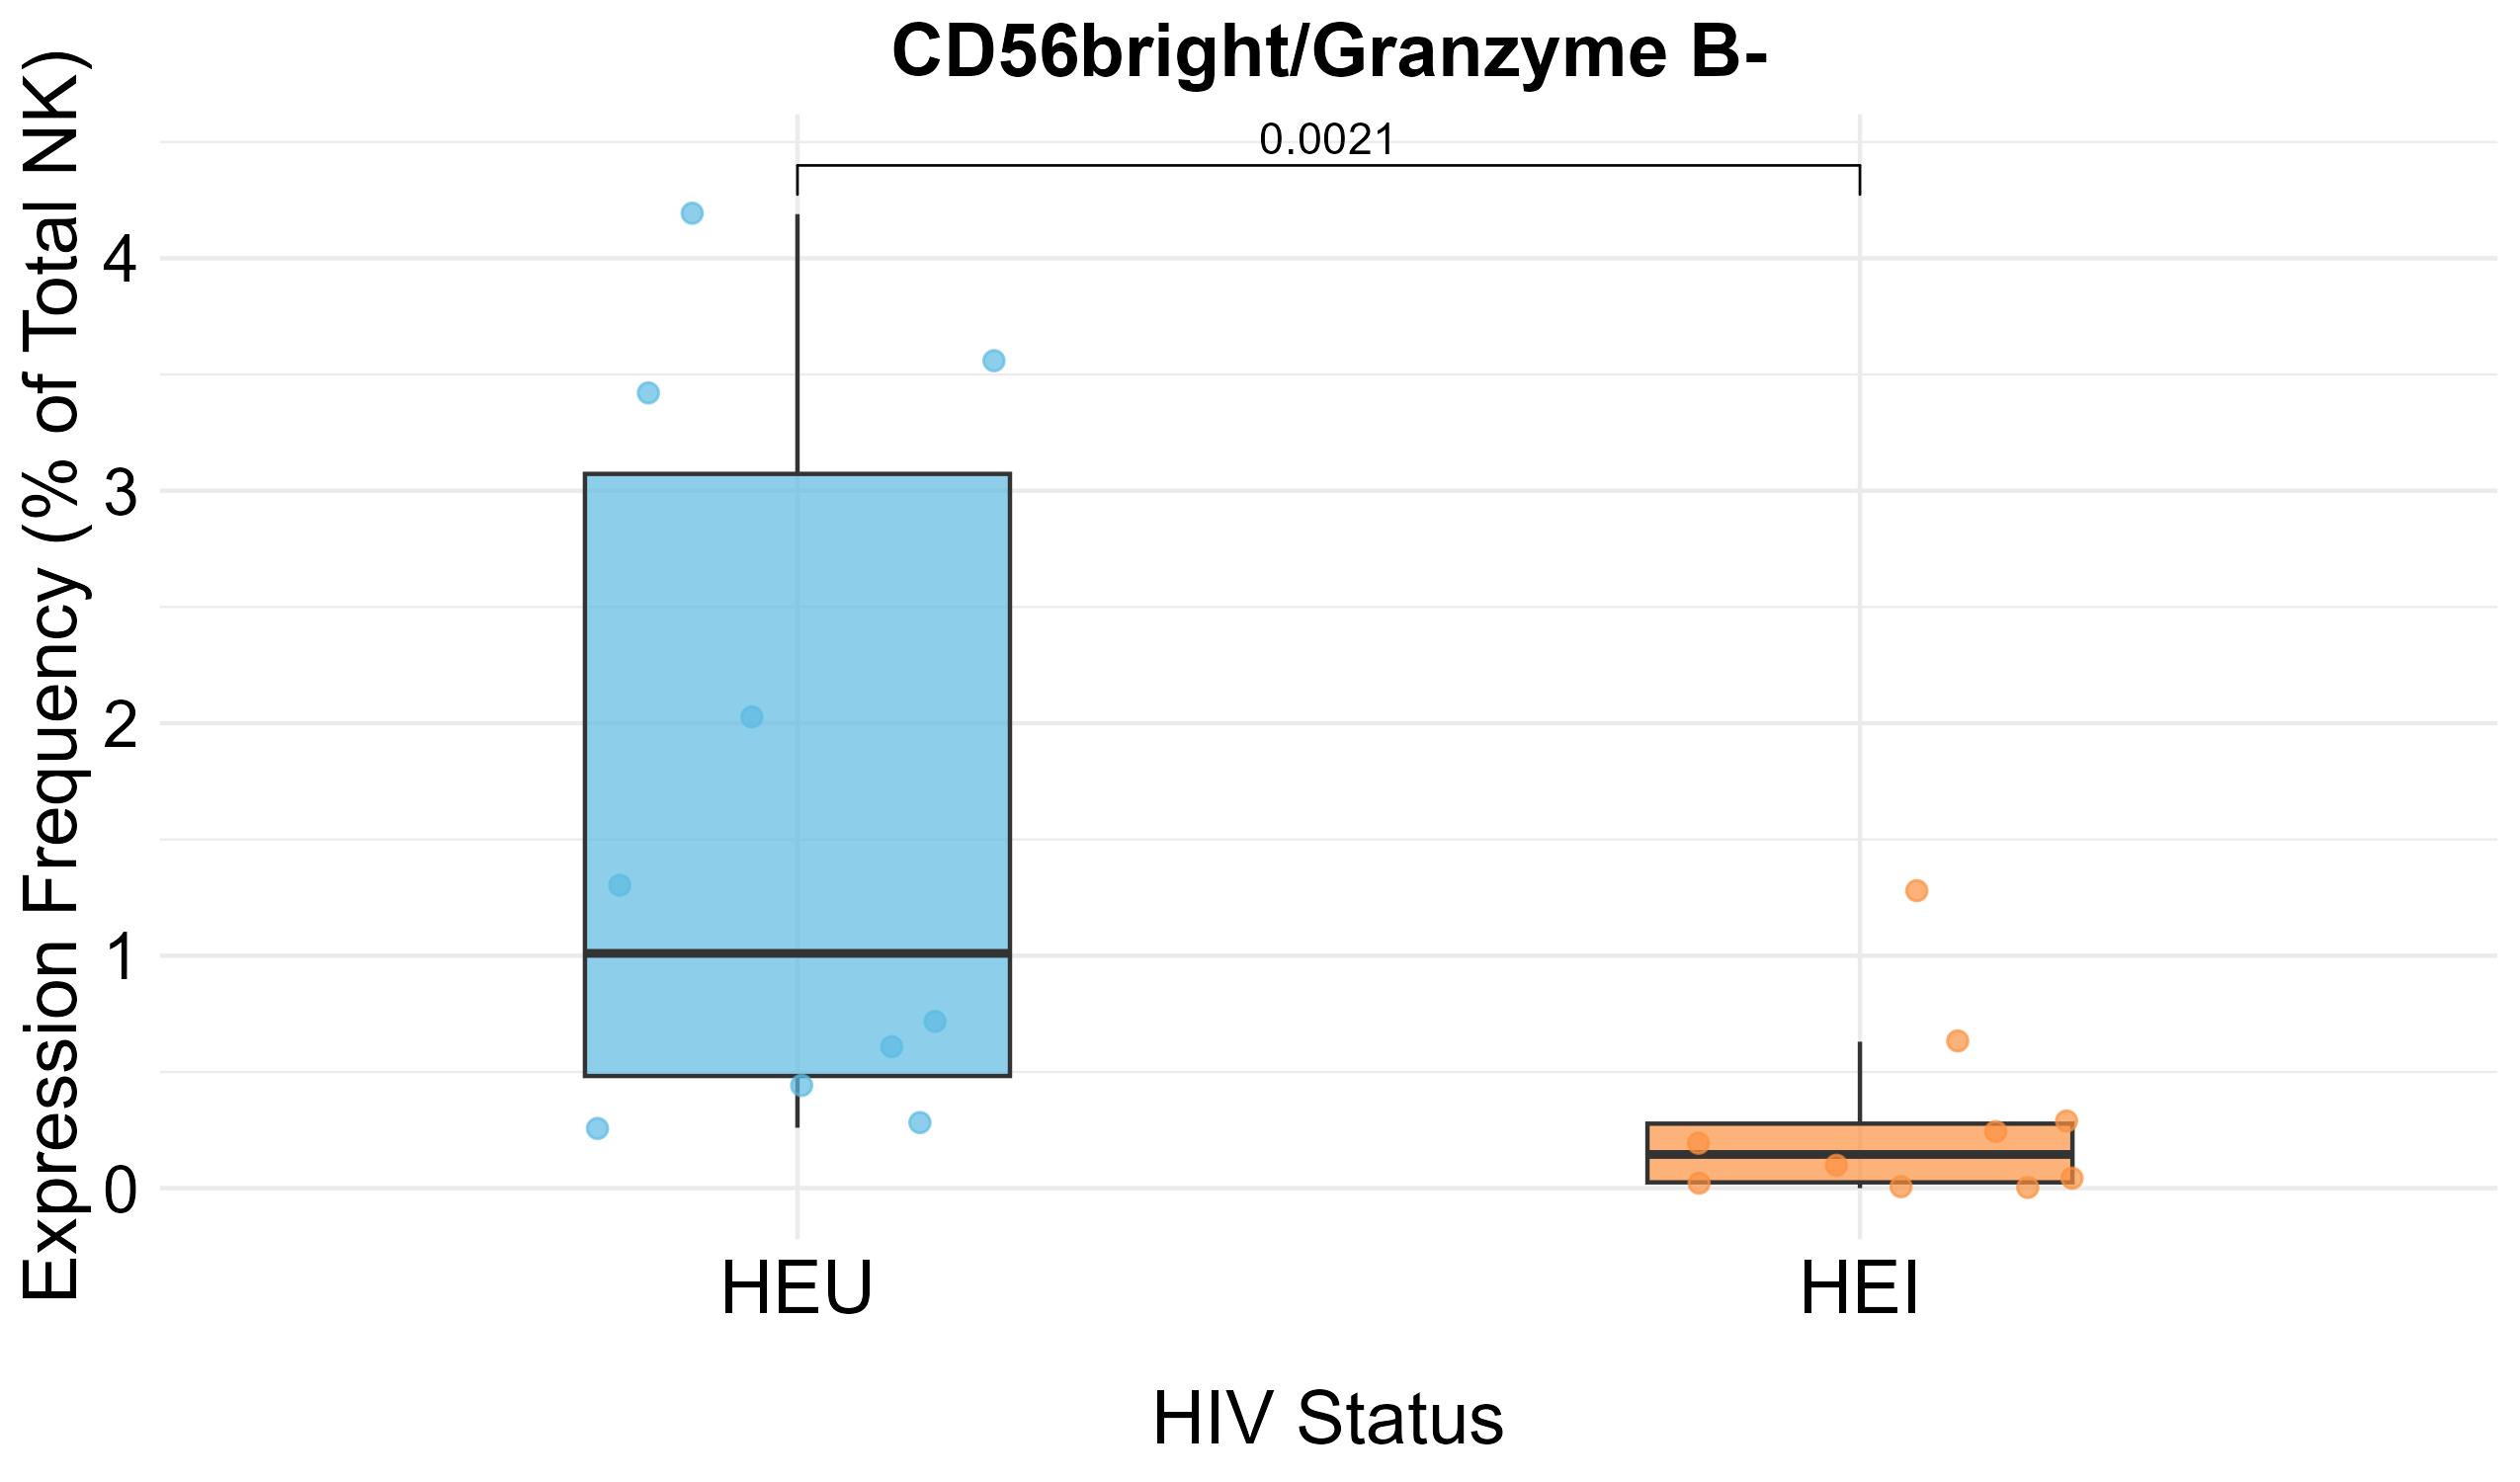 CD56bright/Granzyme B-
Expression Frequency (% of Total NK)
0.0021
4
3
2
1
0
HEU
HEI
HIV Status